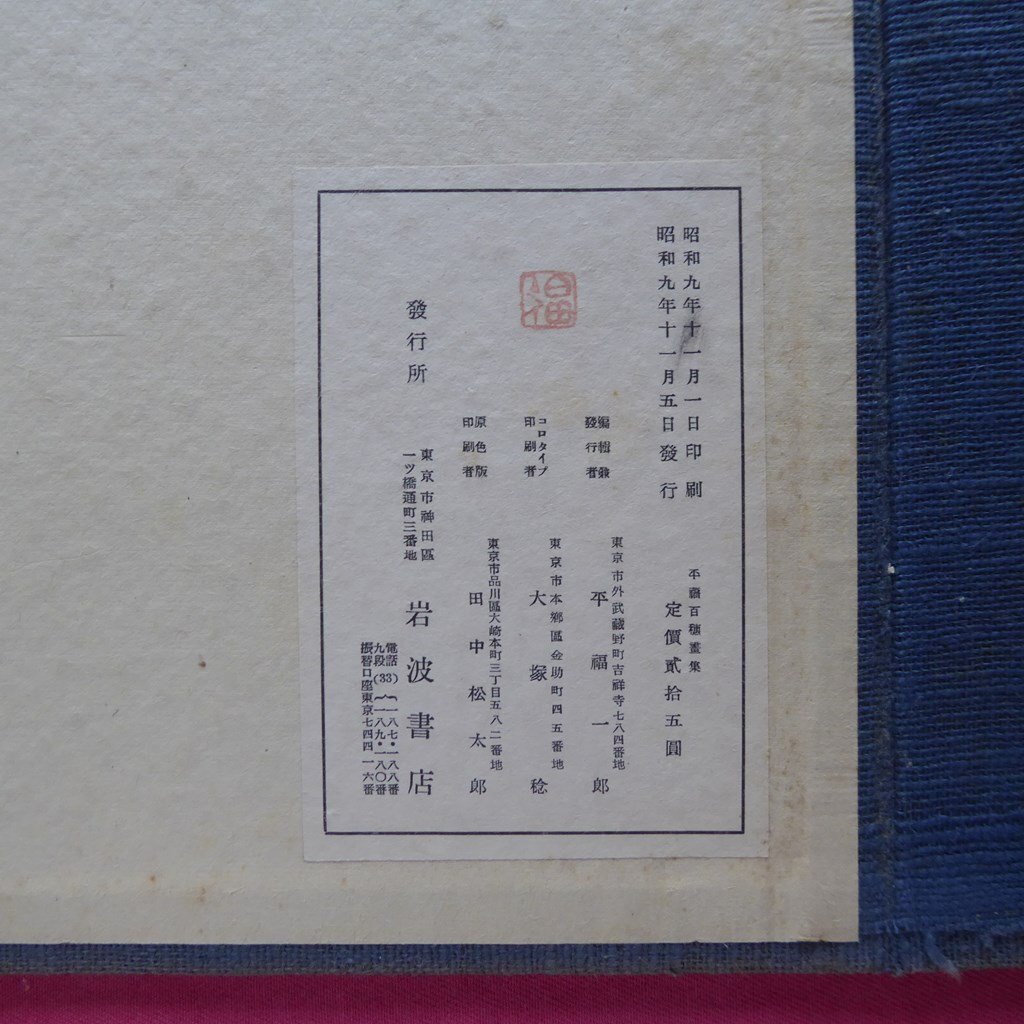 昭和九年十一月一日印刷
昭和九年十一月五日發行
平福百穗畫集
定價貳拾五圓
編輯兼
發行者
東京市外武藏野町吉祥寺七八四番地
平福一郎
コロタイプ
印刷者
東京市本鄕區金助町四五番地
大塚稔
原色版
印刷者
東京市品川區大崎本町三丁目五八二番地
田中松太郎
發行所
東京市神田區
一ツ橋通町三番地
岩波書店
電話
九段(33)
一八七・一八八番
一八九・一八〇番
振替口座東京七四四一六番